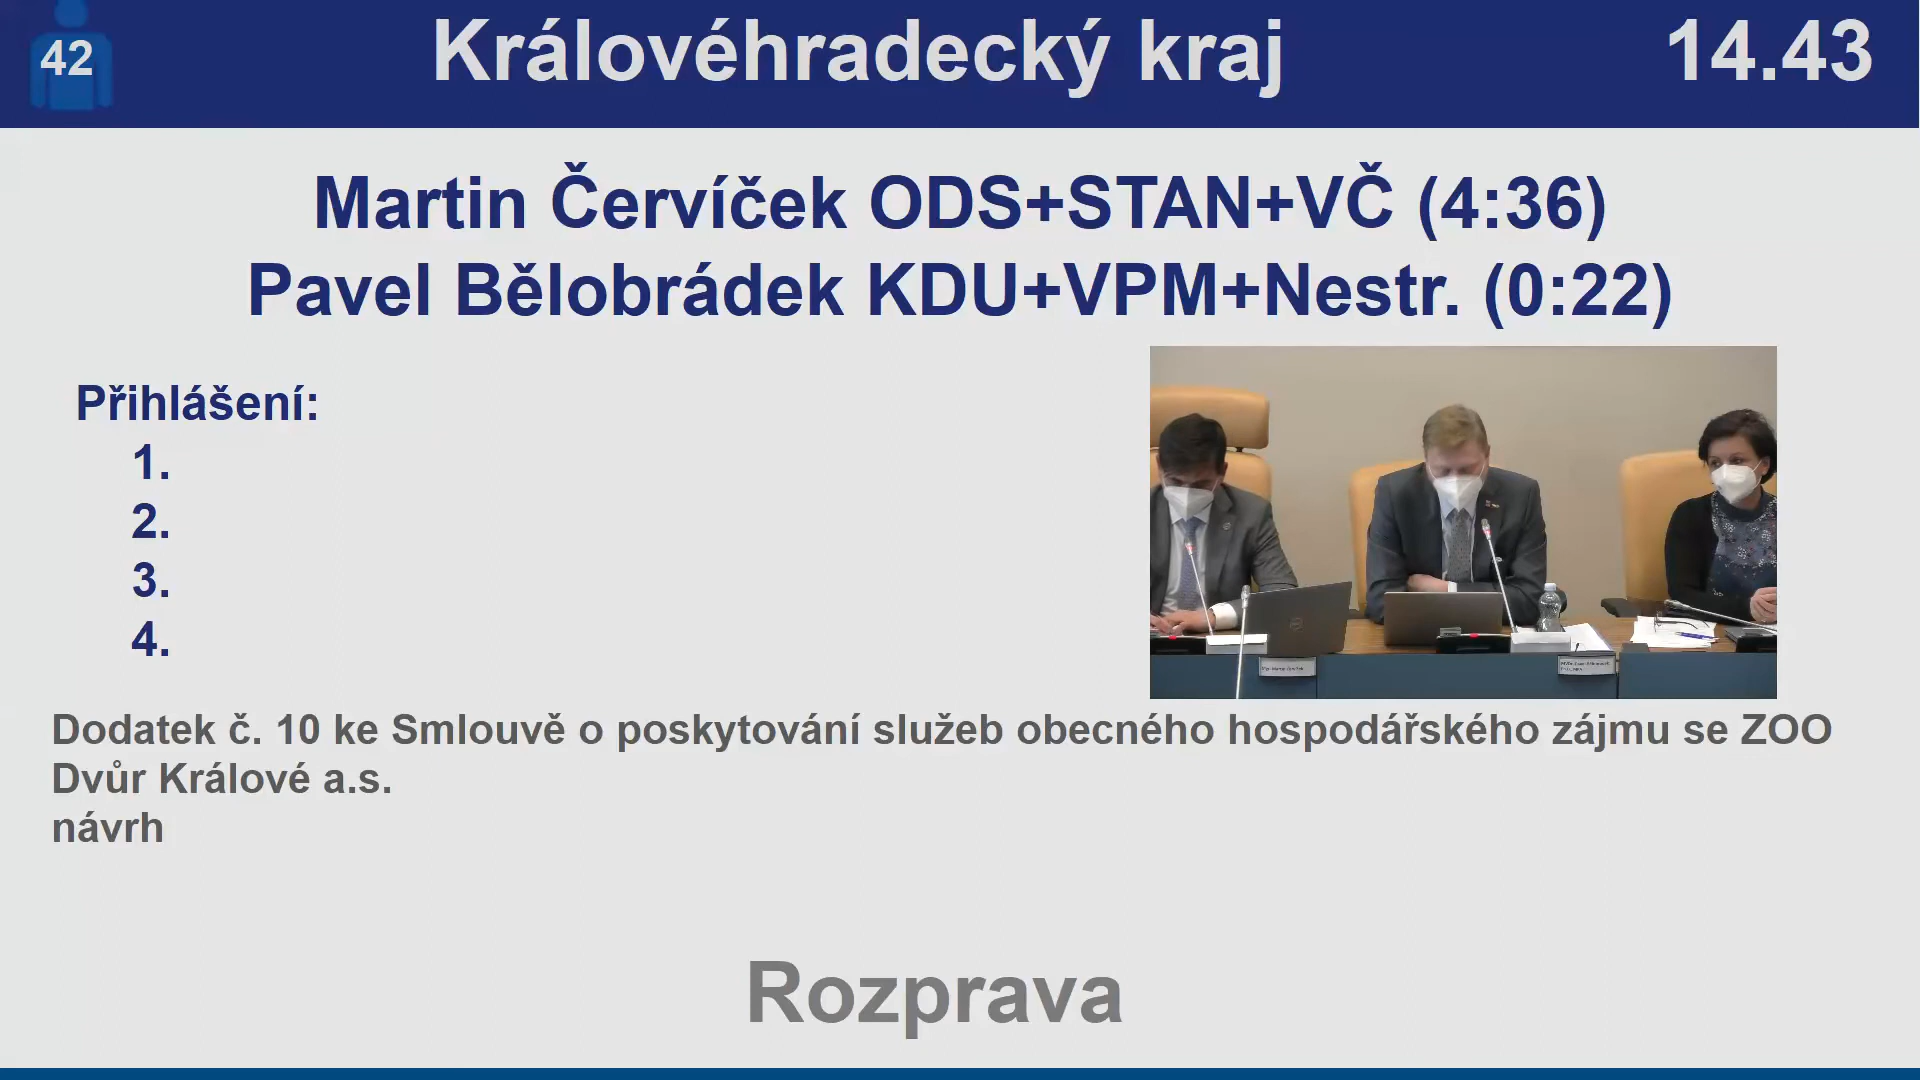 42
Královéhradecký kraj
14.43
Martin Červíček ODS+STAN+VČ (4:36)
Pavel Bělobrádek KDU+VPM+Nestr. (0:22)
Přihlášení:
1.
2.
3.
4.
Dodatek č. 10 ke Smlouvě o poskytování služeb obecného hospodářského zájmu se ZOO
Dvůr Králové a.s.
návrh
Rozprava